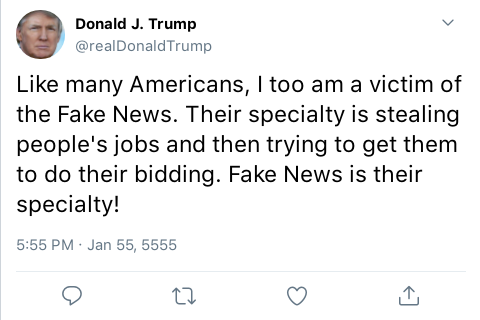 Donald J. Trump
@realDonaldTrump
Like many Americans, I too am a victim of
the Fake News. Their specialty is stealing
people's jobs and then trying to get them
to do their bidding. Fake News is their
specialty!
5:55 PM · Jan 55, 5555